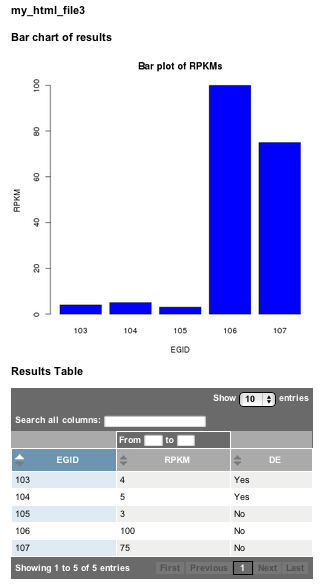 my_html_file3
Bar chart of results
Bar plot of RPKMs
100
80
60
40
20
0
RPKM
103 104 105 106 107
EGID
Results Table
Show 10 entries
Search all columns:
From to
EGID RPKM DE
103 4 Yes
104 5 Yes
105 3 No
106 100 No
107 75 No
Showing 1 to 5 of 5 entries First Previous 1 Next Last